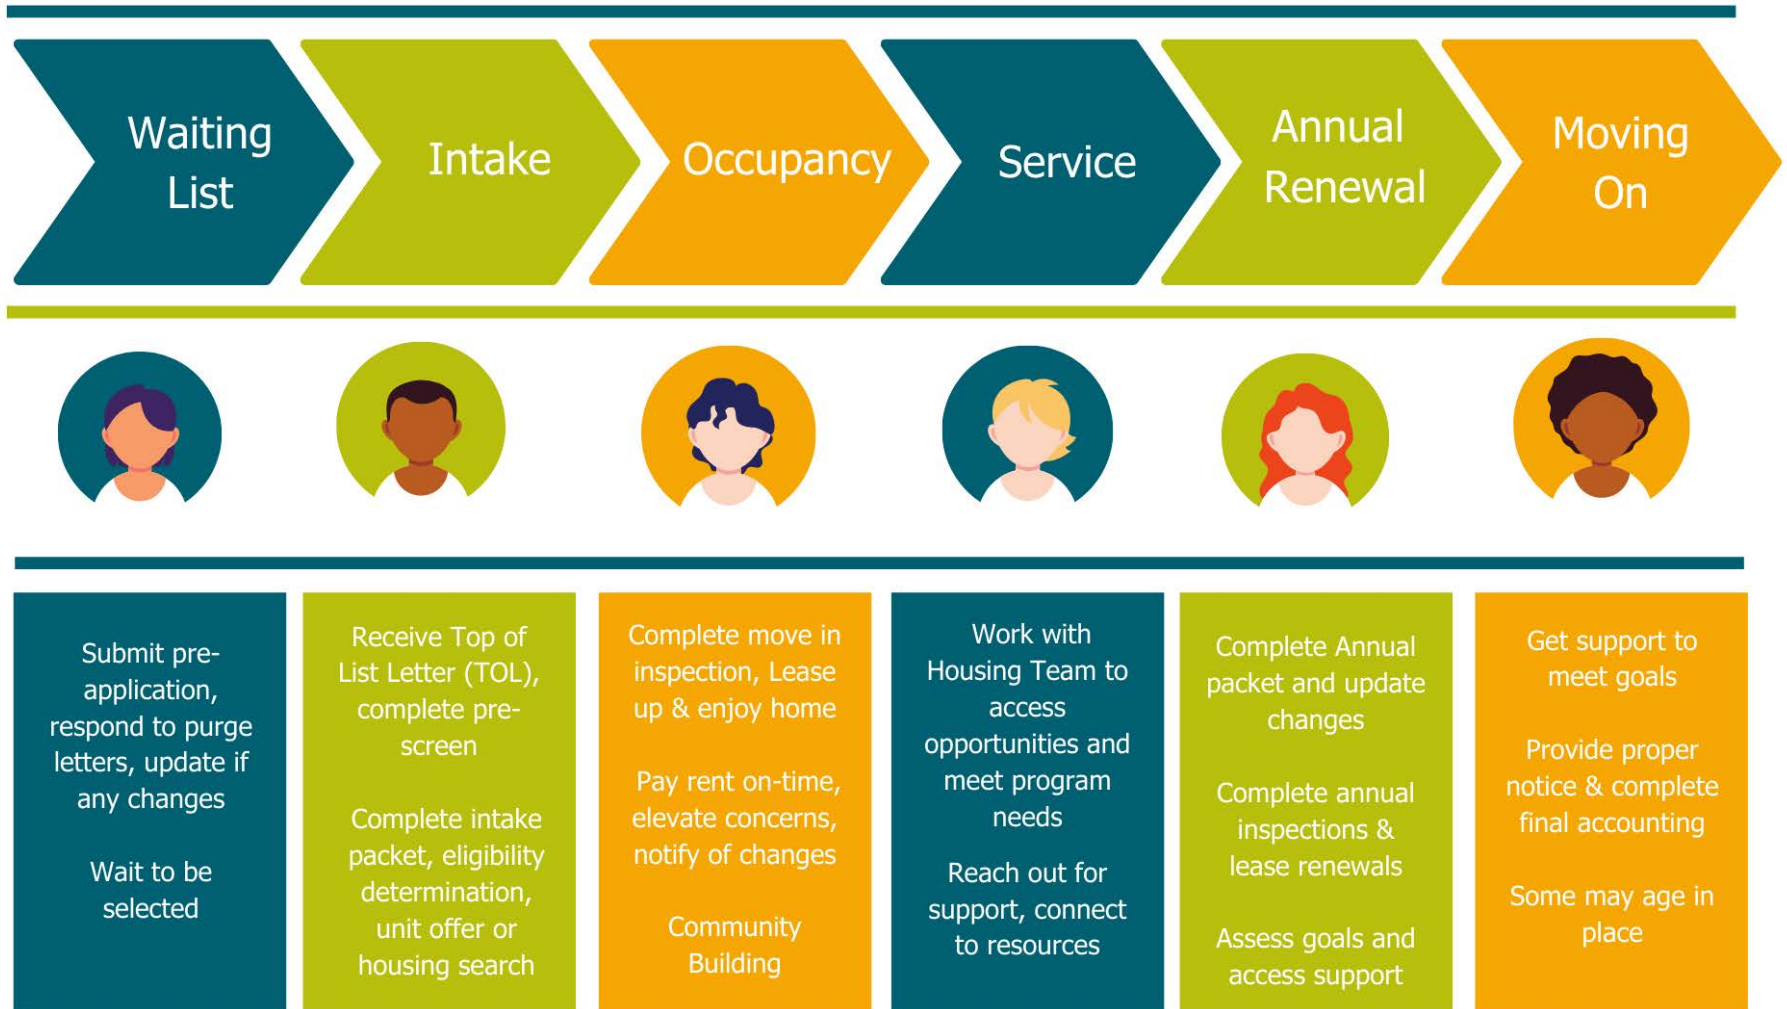 Waiting
List
Intake
Occupancy
Service
Annual
Renewal
Moving
On
Submit pre-
application,
respond to purge
letters, update if
any changes
Wait to be
selected
Receive Top of
List Letter (TOL),
complete pre-
screen
Complete intake
packet, eligibility
determination,
unit offer or
housing search
Complete move in
inspection, Lease
up & enjoy home
Pay rent on-time,
elevate concerns,
notify of changes
Community
Building
Work with
Housing Team to
access
opportunities and
meet program
needs
Reach out for
support, connect
to resources
Complete Annual
packet and update
changes
Complete annual
inspections &
lease renewals
Assess goals and
access support
Get support to
meet goals
Provide proper
notice & complete
final accounting
Some may age in
place